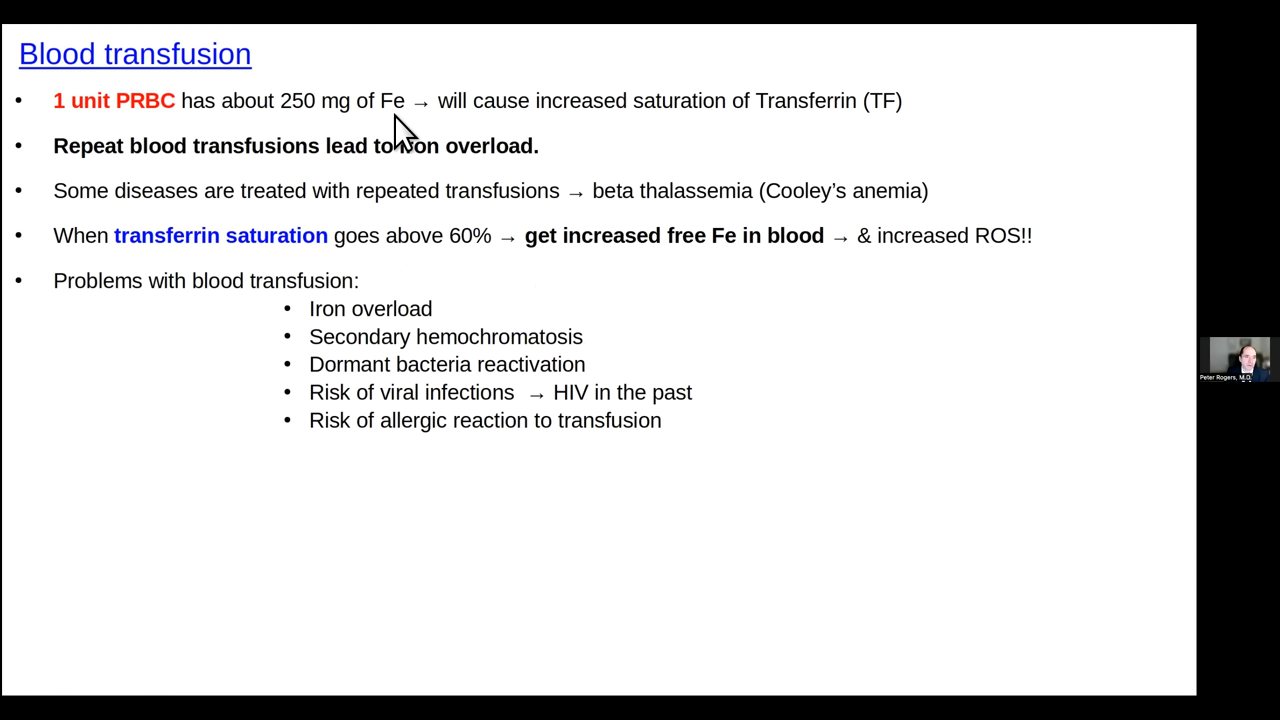 Blood transfusion
• 1 unit PRBC has about 250 mg of Fe → will cause increased saturation of Transferrin (TF)
• Repeat blood transfusions lead to iron overload.
• Some diseases are treated with repeated transfusions → beta thalassemia (Cooley’s anemia)
• When transferrin saturation goes above 60% → get increased free Fe in blood → & increased ROS!!
• Problems with blood transfusion:
• Iron overload
• Secondary hemochromatosis
• Dormant bacteria reactivation
• Risk of viral infections → HIV in the past
• Risk of allergic reaction to transfusion
Peter Rogers, M.D.